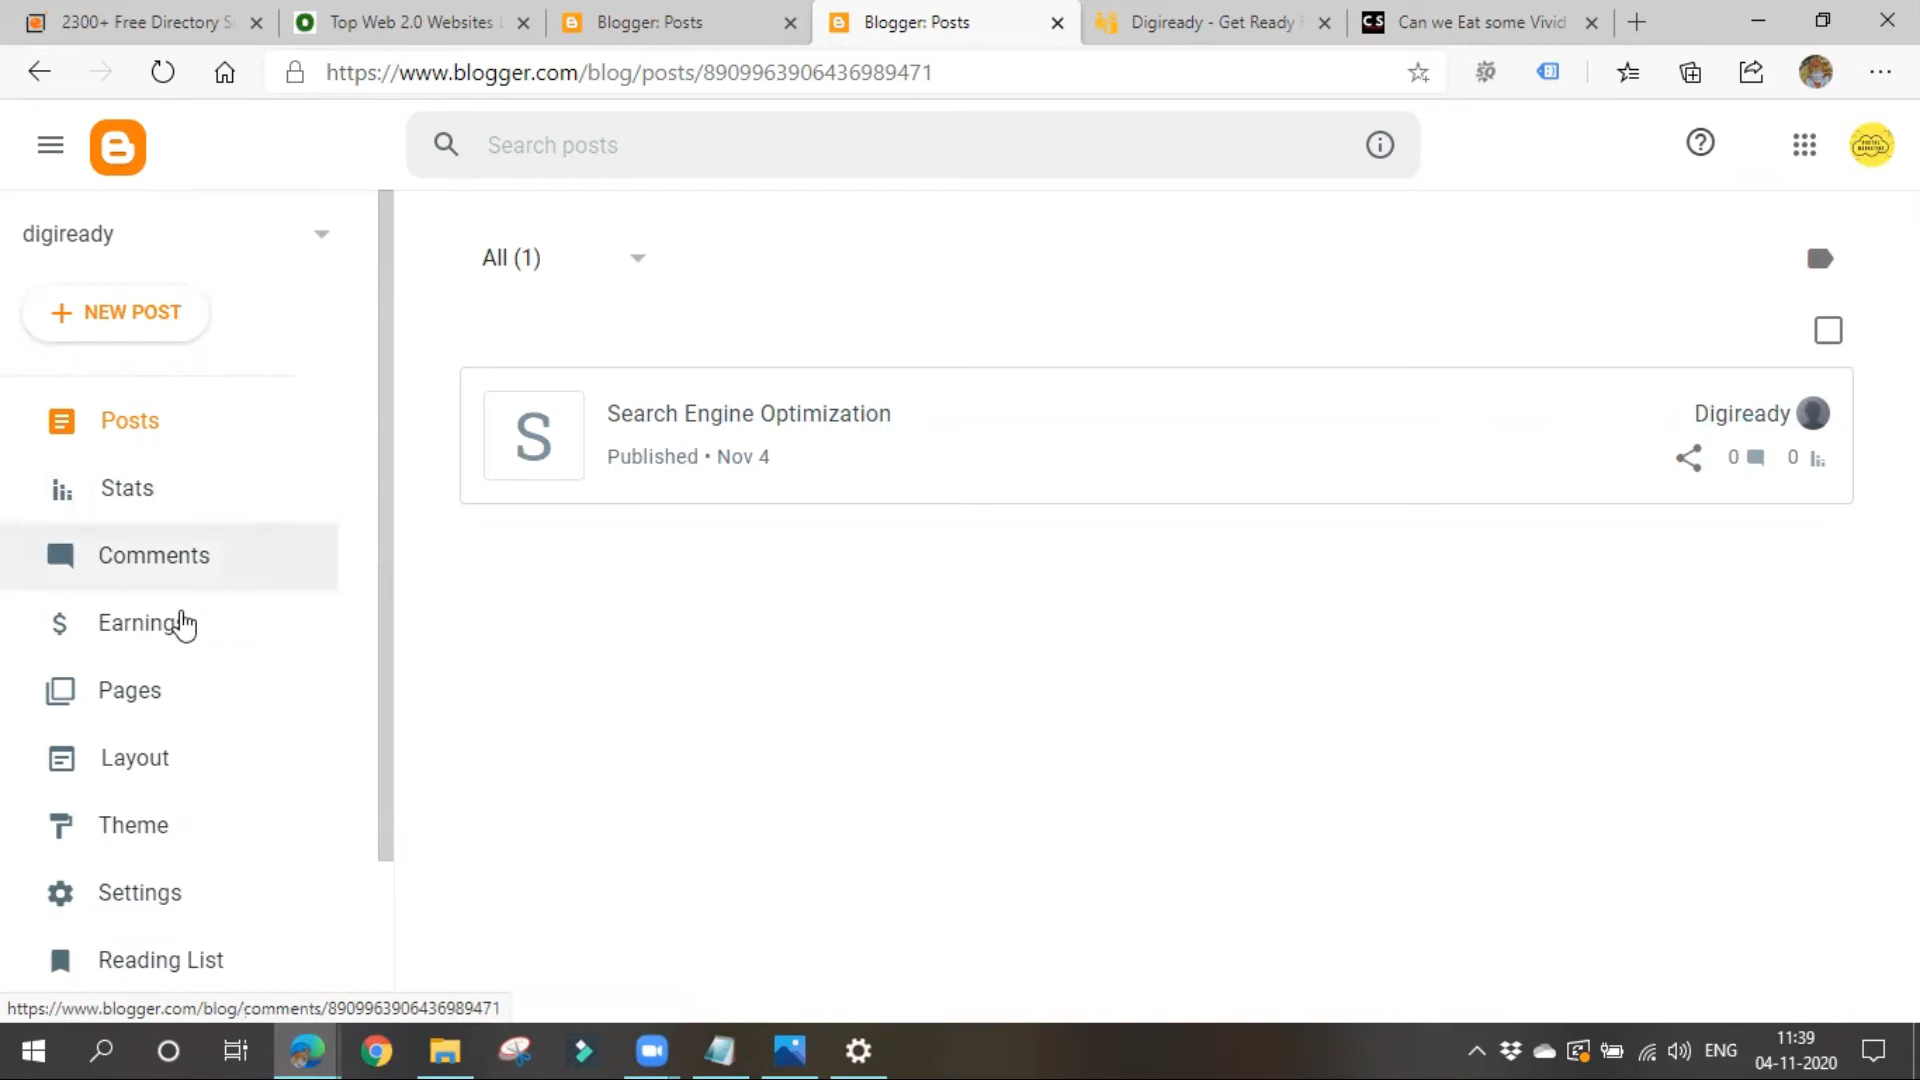 2300+ Free Directory S
Top Web 2.0 Websites
Blogger: Posts
Blogger: Posts
Digiready - Get Ready
Can we Eat some Vivid
https://www.blogger.com/blog/posts/8909963906436989471
Search posts
digiready
NEW POST
Posts
Stats
Comments
Earning
Pages
Layout
Theme
Settings
Reading List
All (1)
S
Search Engine Optimization
Published • Nov 4
Digiready
0
0
https://www.blogger.com/blog/comments/8909963906436989471
ENG
11:39
04-11-2020